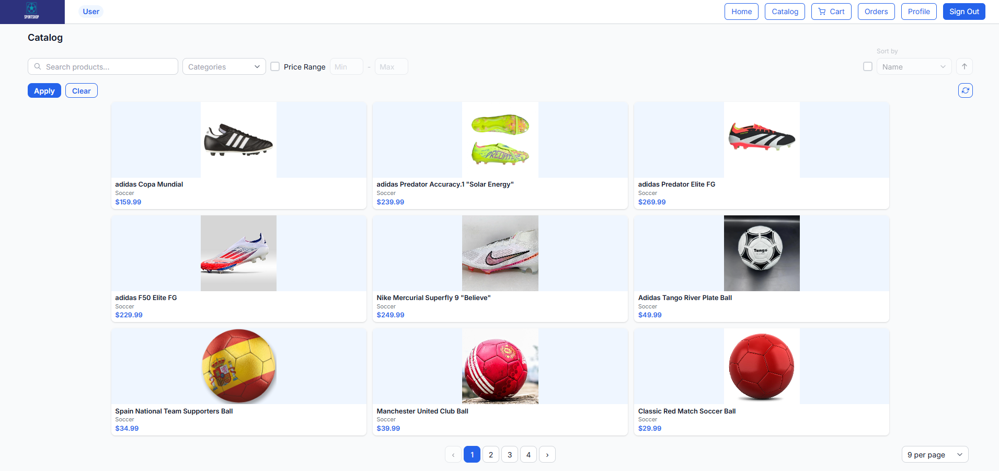 SPORTSHOP
User
Home
Catalog
Cart
Orders
Profile
Sign Out
Catalog
Sort by
Search products...
Categories
Price Range
Min
-
Max
Name
Apply
Clear
adidas Copa Mundial
Soccer
$159.99
PREDATOR
adidas Predator Accuracy.1 "Solar Energy"
Soccer
$239.99
adidas Predator Elite FG
Soccer
$269.99
F50
adidas F50 Elite FG
Soccer
$229.99
Nike Mercurial Superfly 9 "Believe"
Soccer
$249.99
Tango
Adidas Tango River Plate Ball
Soccer
$49.99
Spain National Team Supporters Ball
Soccer
$34.99
Manchester United Club Ball
Soccer
$39.99
Classic Red Match Soccer Ball
Soccer
$29.99
‹ 1 2 3 4 ›
9 per page